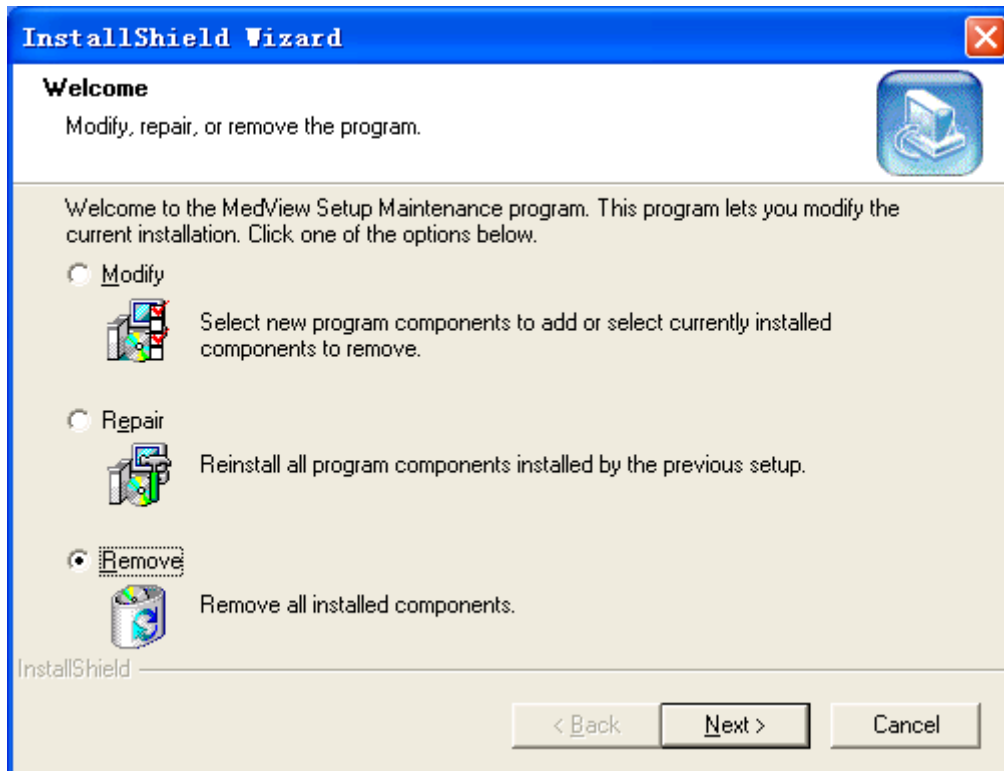 InstallShield Wizard
Welcome
Modify, repair, or remove the program.
Welcome to the MedView Setup Maintenance program. This program lets you modify the
current installation. Click one of the options below.
Modify
Select new program components to add or select currently installed
components to remove.
Repair
Reinstall all program components installed by the previous setup.
Remove
Remove all installed components.
InstallShield
< Back
Next >
Cancel